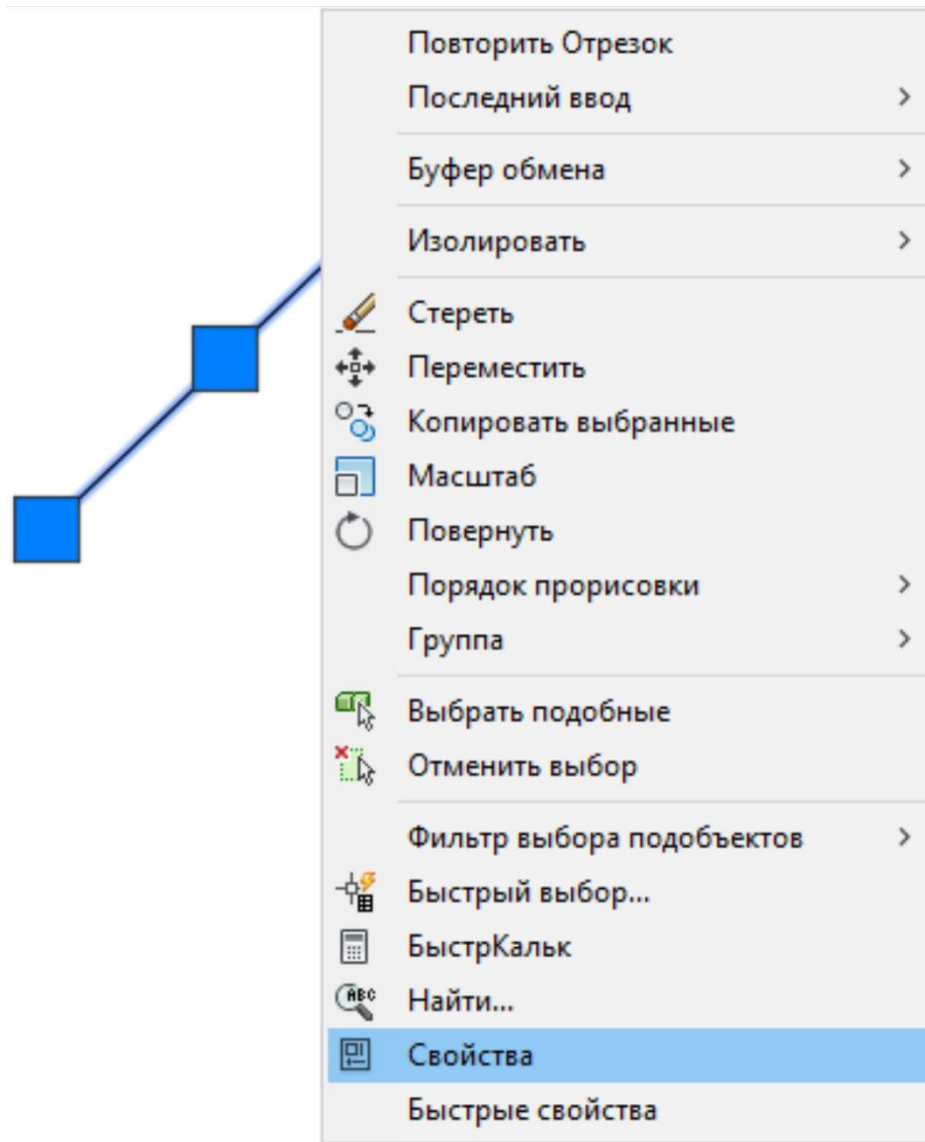 Повторить Отрезок
Последний ввод
Буфер обмена
Изолировать
Стереть
Переместить
Копировать выбранные
Масштаб
Повернуть
Порядок прорисовки
Группа
Выбрать подобные
Отменить выбор
Фильтр выбора подобъектов
Быстрый выбор...
БыстрКальк
Найти...
Свойства
Быстрые свойства